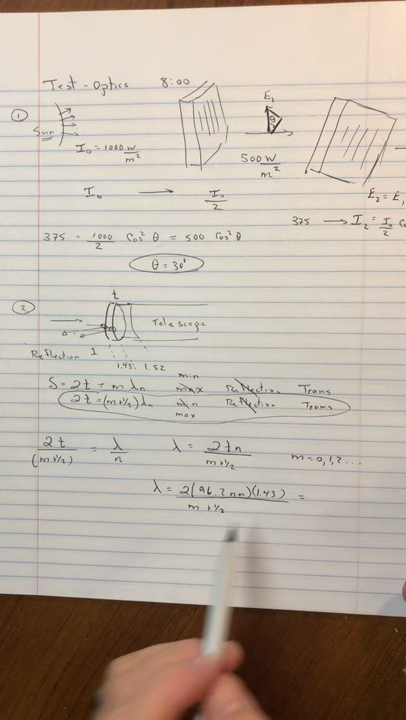 Test - Optics 8:00
① Sun I₀ = 1000 W/m²
E₁
θ
500 W/m²
I₀ → I₀/2
E₂ = E₁
375 → I₂ = I₀/2 Co
375 = 1000/2 Cos² θ = 500 Cos² θ
θ = 30°
② t
Telescope
Reflection 1 1.43 1.52
min
δ = 2t = m λn max Reflection Trans
2t = (m+1/2) λn min Reflection Trans
max
2t/(m+1/2) = λ/n λ = 2tn/(m+1/2) m = 0,1,2...
λ = 2(96.2 nm)(1.43)/(m+1/2) =